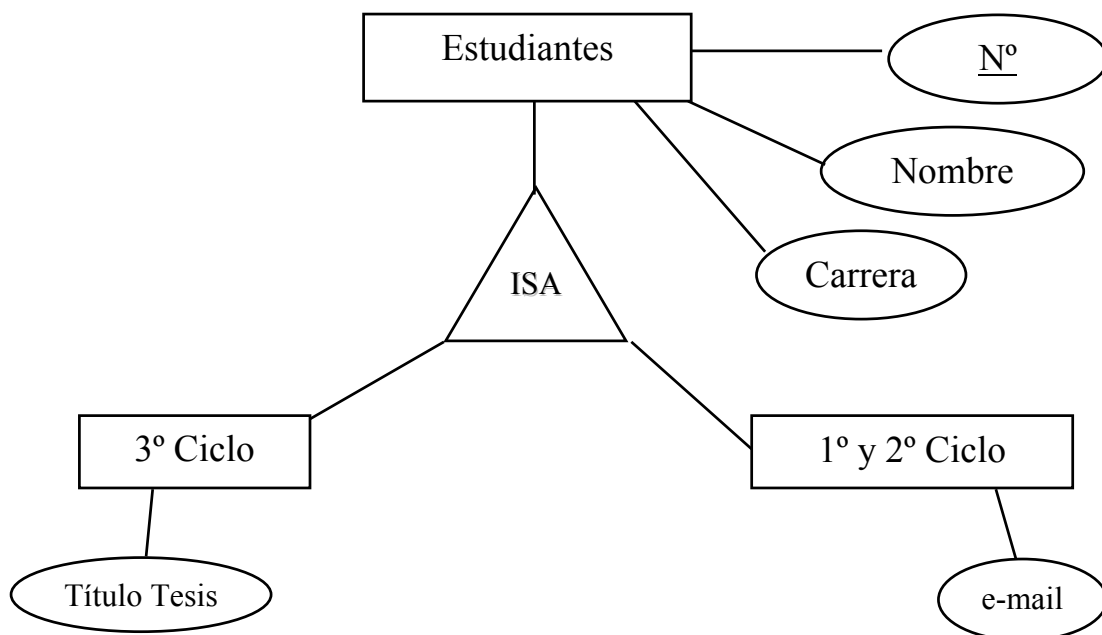 Estudiantes
Nº
Nombre
Carrera
ISA
3º Ciclo
1º y 2º Ciclo
Título Tesis
e-mail